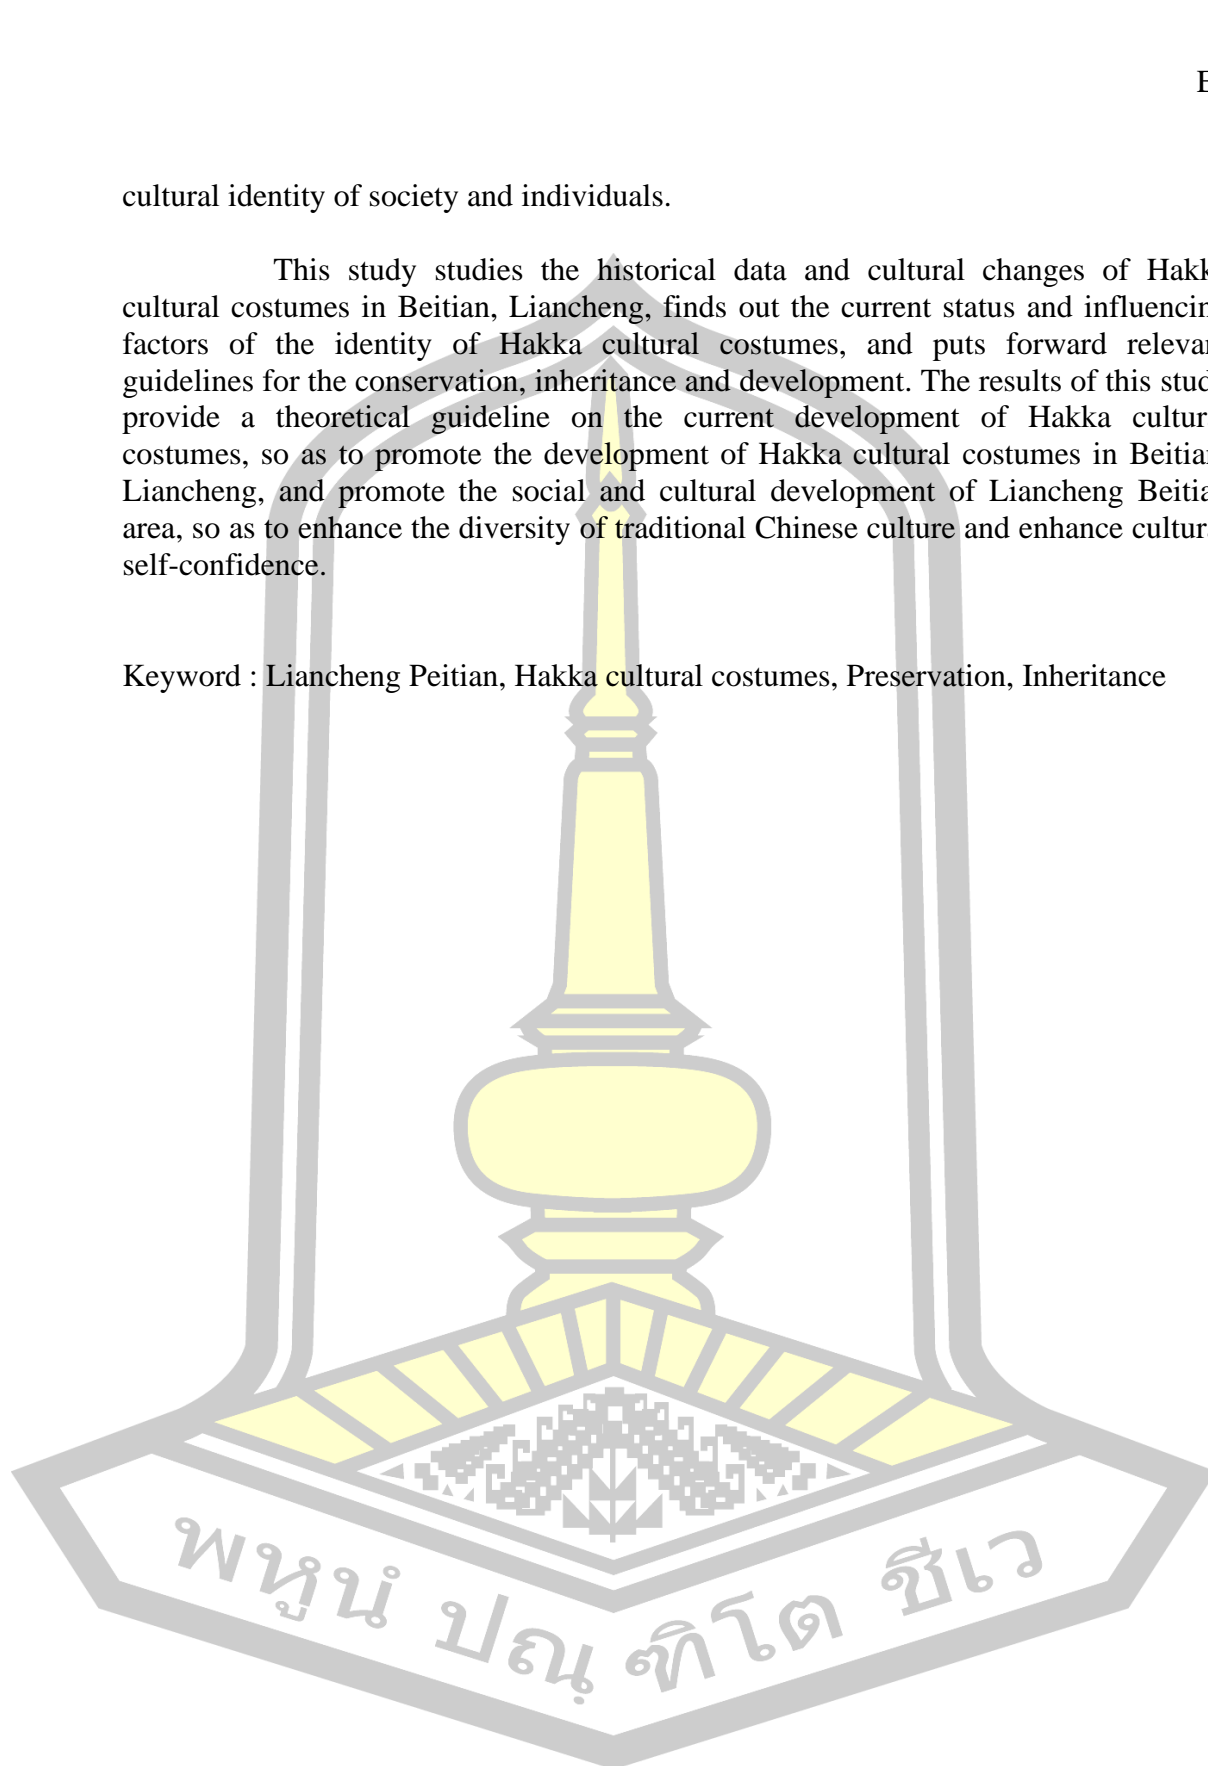 E
cultural identity of society and individuals.
This study studies the historical data and cultural changes of Hakk
cultural costumes in Beitian, Liancheng, finds out the current status and influencin
factors of the identity of Hakka cultural costumes, and puts forward relevan
guidelines for the conservation, inheritance and development. The results of this stud
provide a theoretical guideline on the current development of Hakka cultur
costumes, so as to promote the development of Hakka cultural costumes in Beitian
Liancheng, and promote the social and cultural development of Liancheng Beitia
area, so as to enhance the diversity of traditional Chinese culture and enhance cultura
self-confidence.
Keyword : Liancheng Peitian, Hakka cultural costumes, Preservation, Inheritance
พหูนํ ปณฺฑิโต ชีเว